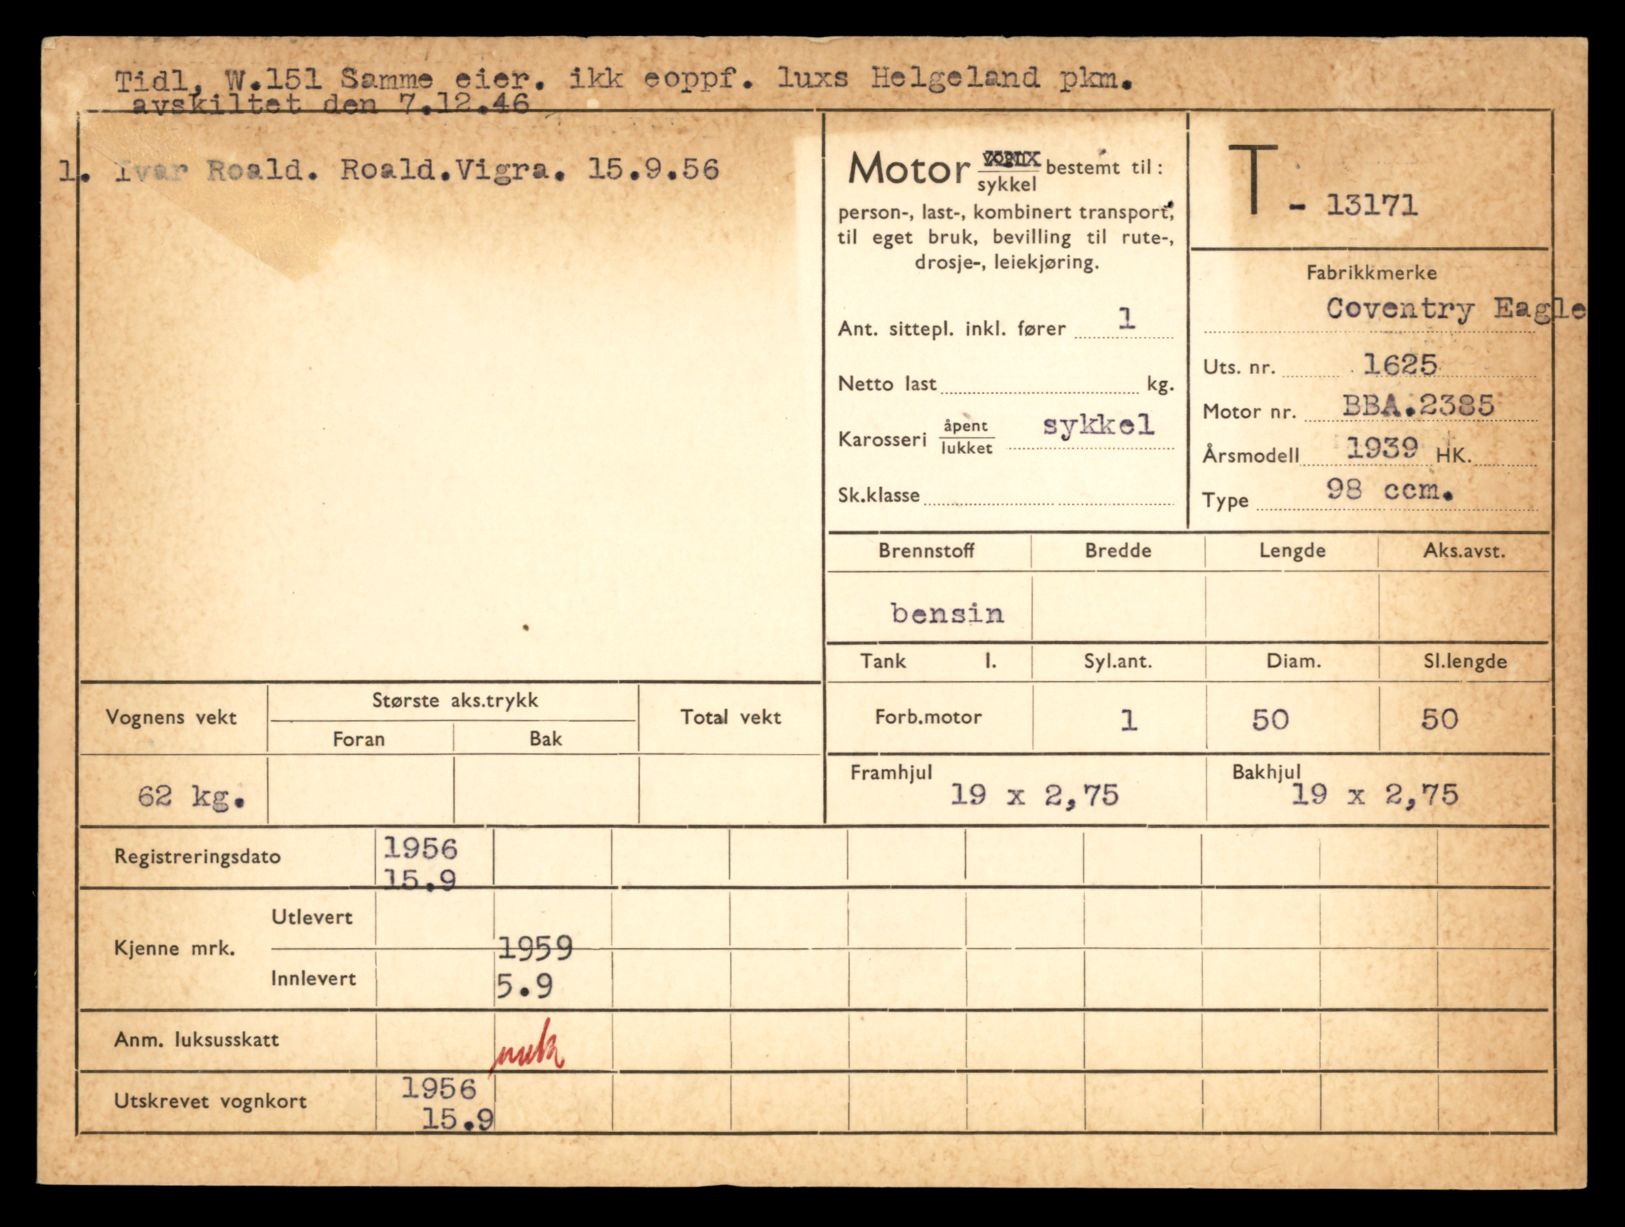 Tidl, W.151 Samme eier. ikk eoppf. luxs Helgeland pkm.
avskiltet den 7.12.46
1. Ivar Roald. Roald.Vigra. 15.9.56
Motor vogn sykkel bestemt til:
person-, last-, kombinert transport,
til eget bruk, bevilling til rute-,
drosje-, leiekjøring.
Ant. sittepl. inkl. fører 1
Netto last kg.
Karosseri åpent lukket sykkel
Sk.klasse
T - 13171
Fabrikkmerke
Coventry Eagle
Uts. nr. 1625
Motor nr. BBA.2385
Årsmodell 1939 HK.
Type 98 ccm.
Brennstoff Bredde Lengde Aks.avst.
bensin
Tank l. Syl.ant. Diam. Sl.lengde
Forb.motor 1 50 50
Framhjul 19 x 2,75 Bakhjul 19 x 2,75
Vognens vekt Største aks.trykk Total vekt
Foran Bak
62 kg.
Registreringsdato 1956
15.9
Kjenne mrk. Utlevert
1959
Innlevert 5.9
Anm. luksusskatt
Utskrevet vognkort 1956
15.9